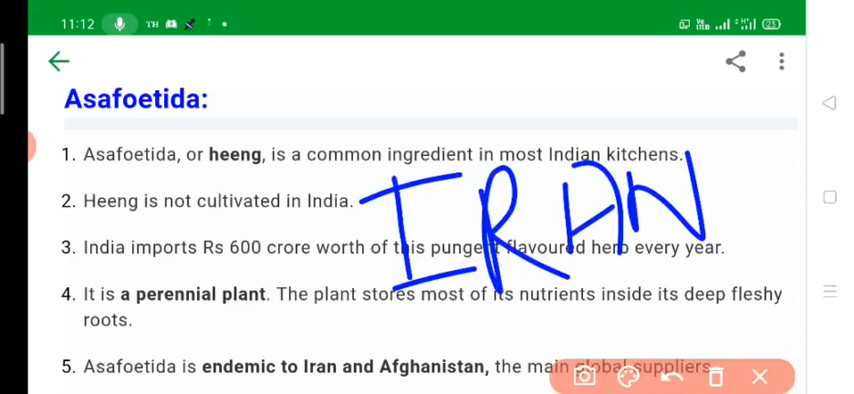 11:12 TH 25
Asafoetida:
1. Asafoetida, or heeng, is a common ingredient in most Indian kitchens.
2. Heeng is not cultivated in India.
IRAN
3. India imports Rs 600 crore worth of this pungent flavoured herb every year.
4. It is a perennial plant. The plant stores most of its nutrients inside its deep fleshy
roots.
5. Asafoetida is endemic to Iran and Afghanistan, the main global suppliers.